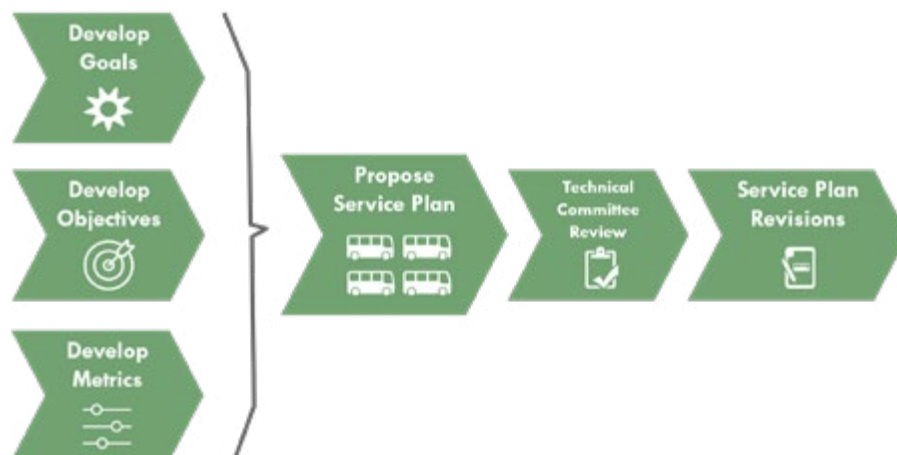 Develop
Goals
Develop
Objectives
Develop
Metrics
Propose
Service Plan
Technical
Committee
Review
Service Plan
Revisions